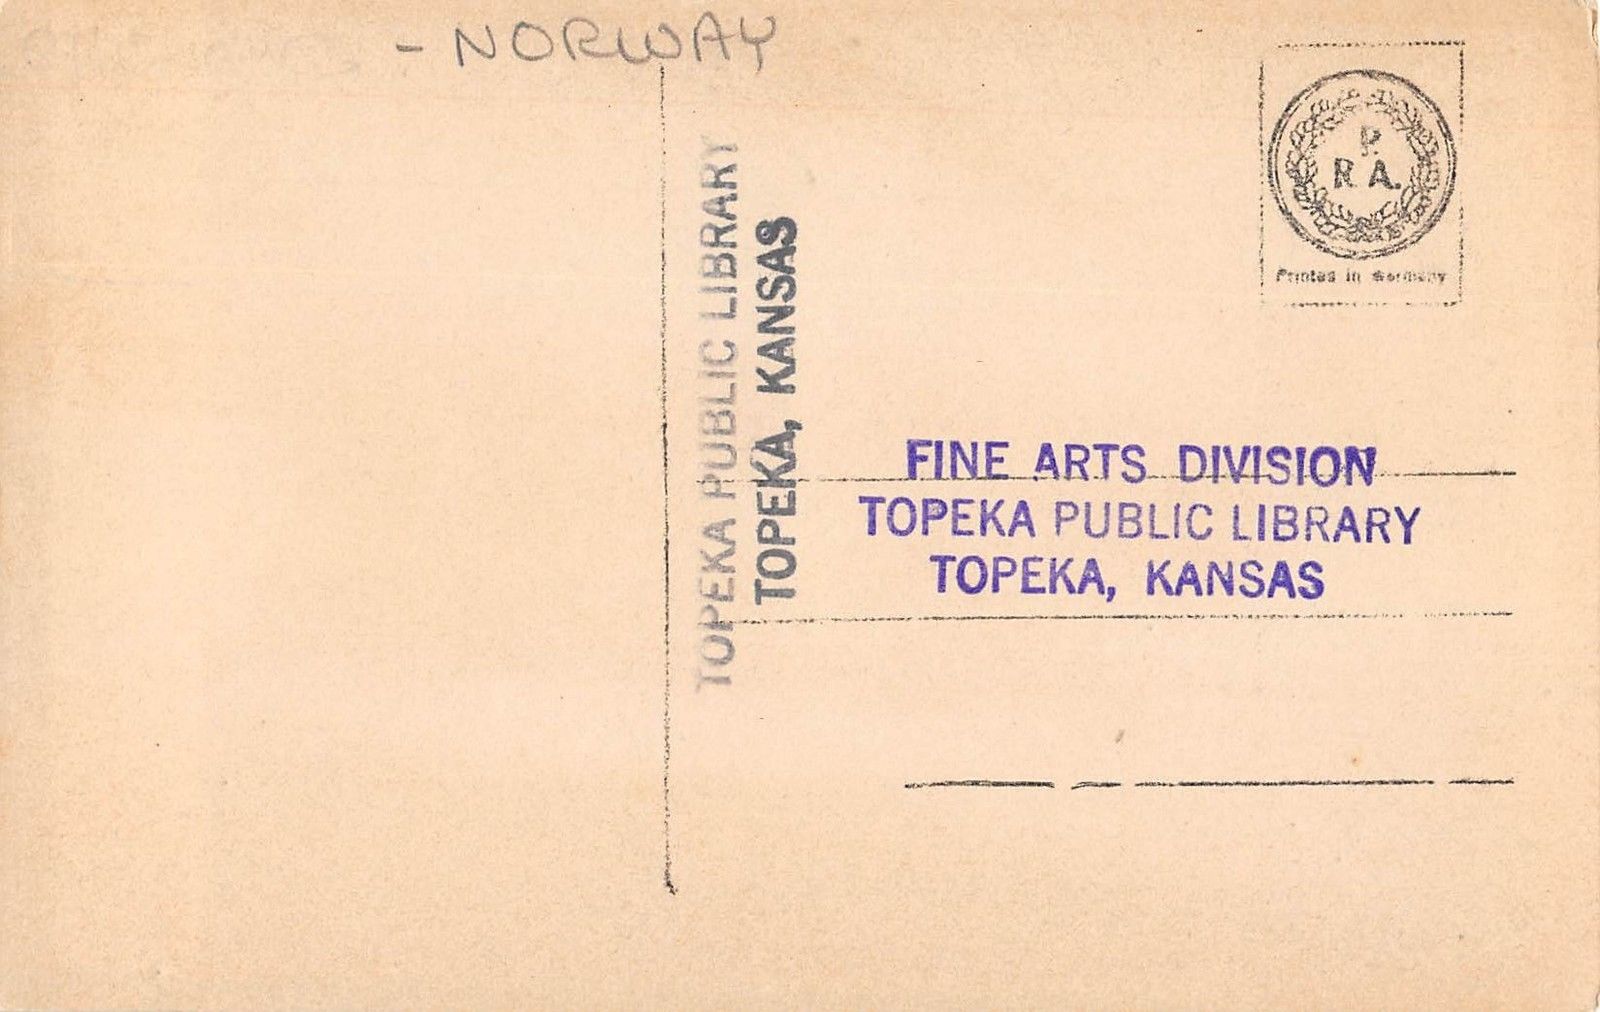 - NORWAY
TOPEKA PUBLIC LIBRARY
TOPEKA, KANSAS
P.
R. A.
Printed in Germany
FINE ARTS DIVISION
TOPEKA PUBLIC LIBRARY
TOPEKA, KANSAS